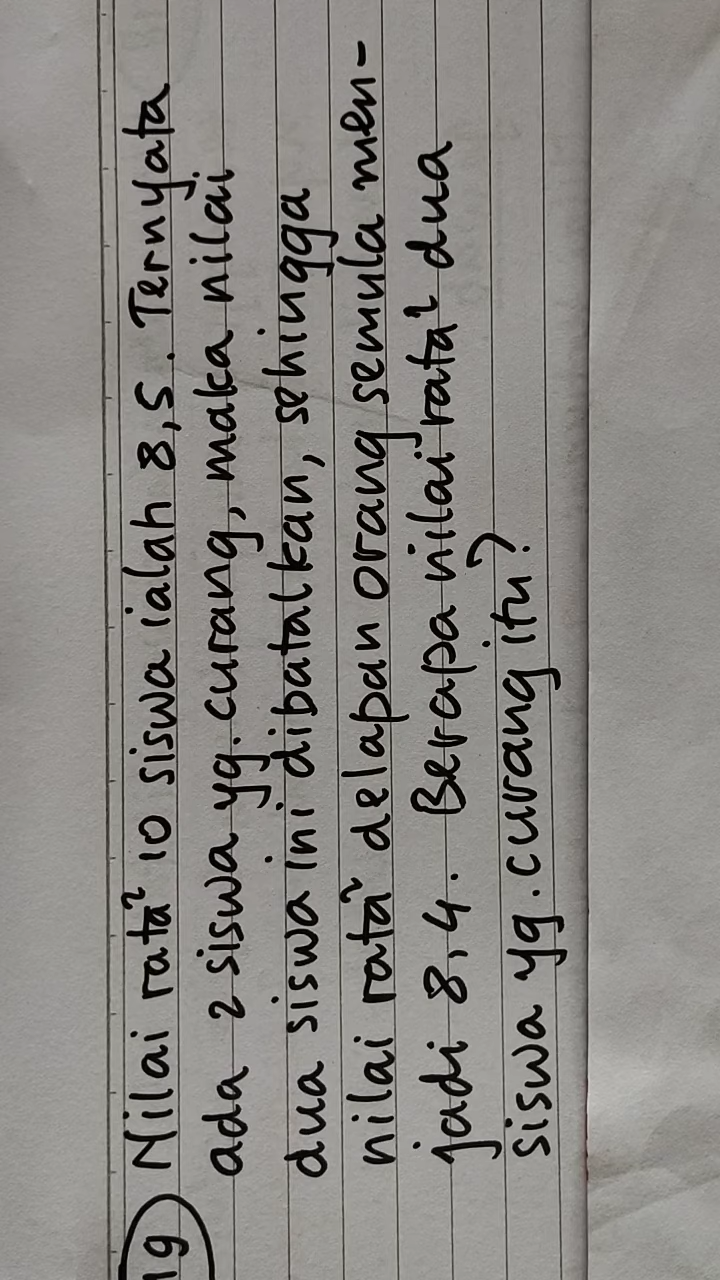 19 Nilai rata² 10 siswa ialah 8,5. Ternyata
ada 2 siswa yg. curang, maka nilai
dua siswa ini dibatalkan, sehingga
nilai rata² delapan orang semula men-
jadi 8,4. Berapa nilai rata² dua
siswa yg. curang itu?